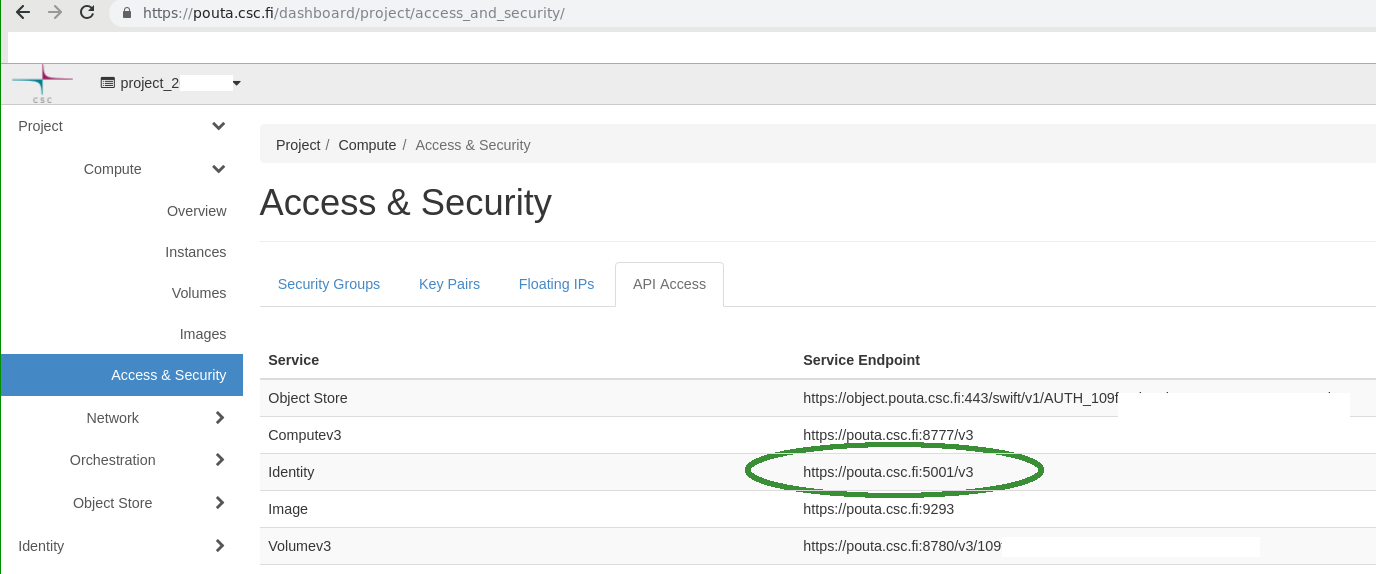 https://pouta.csc.fi/dashboard/project/access_and_security/
csc
project_2
Project
Compute
Overview
Instances
Volumes
Images
Access & Security
Network
Orchestration
Object Store
Identity
Project / Compute / Access & Security
Access & Security
Security Groups Key Pairs Floating IPs API Access
Service Service Endpoint
Object Store https://object.pouta.csc.fi:443/swift/v1/AUTH_109f
Computev3 https://pouta.csc.fi:8777/v3
Identity https://pouta.csc.fi:5001/v3
Image https://pouta.csc.fi:9293
Volumev3 https://pouta.csc.fi:8780/v3/109